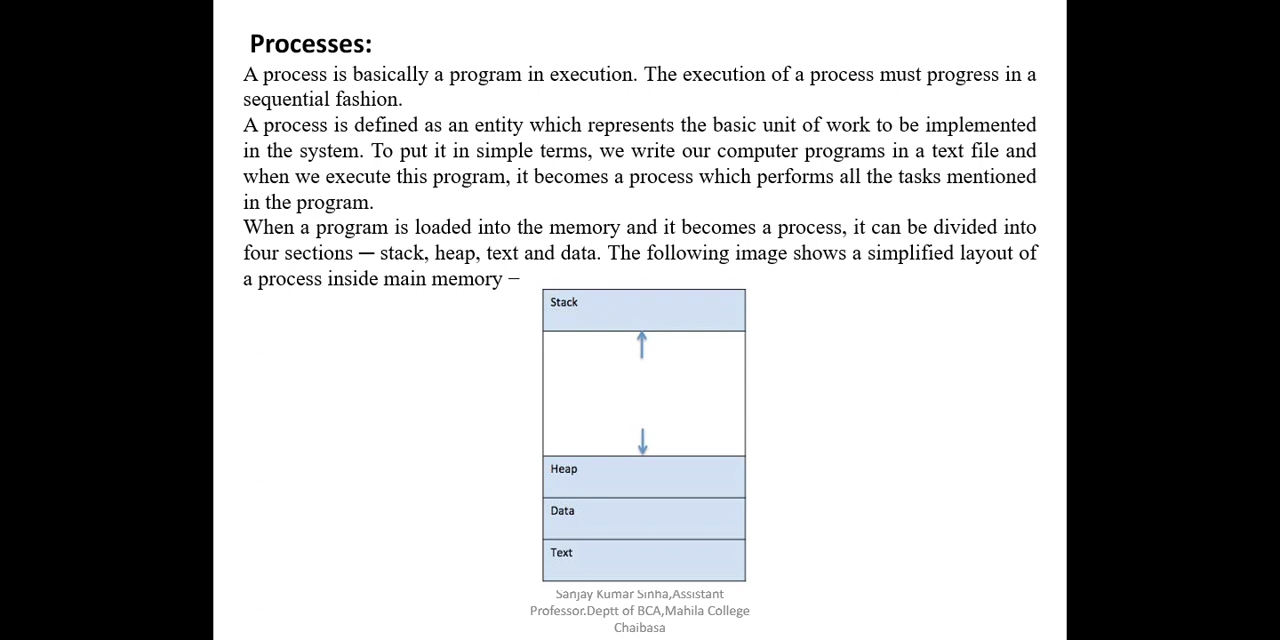 Processes:
A process is basically a program in execution. The execution of a process must progress in a
sequential fashion.
A process is defined as an entity which represents the basic unit of work to be implemented
in the system. To put it in simple terms, we write our computer programs in a text file and
when we execute this program, it becomes a process which performs all the tasks mentioned
in the program.
When a program is loaded into the memory and it becomes a process, it can be divided into
four sections ─ stack, heap, text and data. The following image shows a simplified layout of
a process inside main memory −
Stack
Heap
Data
Text
Sanjay Kumar Sinha,Assistant
Professor.Deptt of BCA,Mahila College
Chaibasa